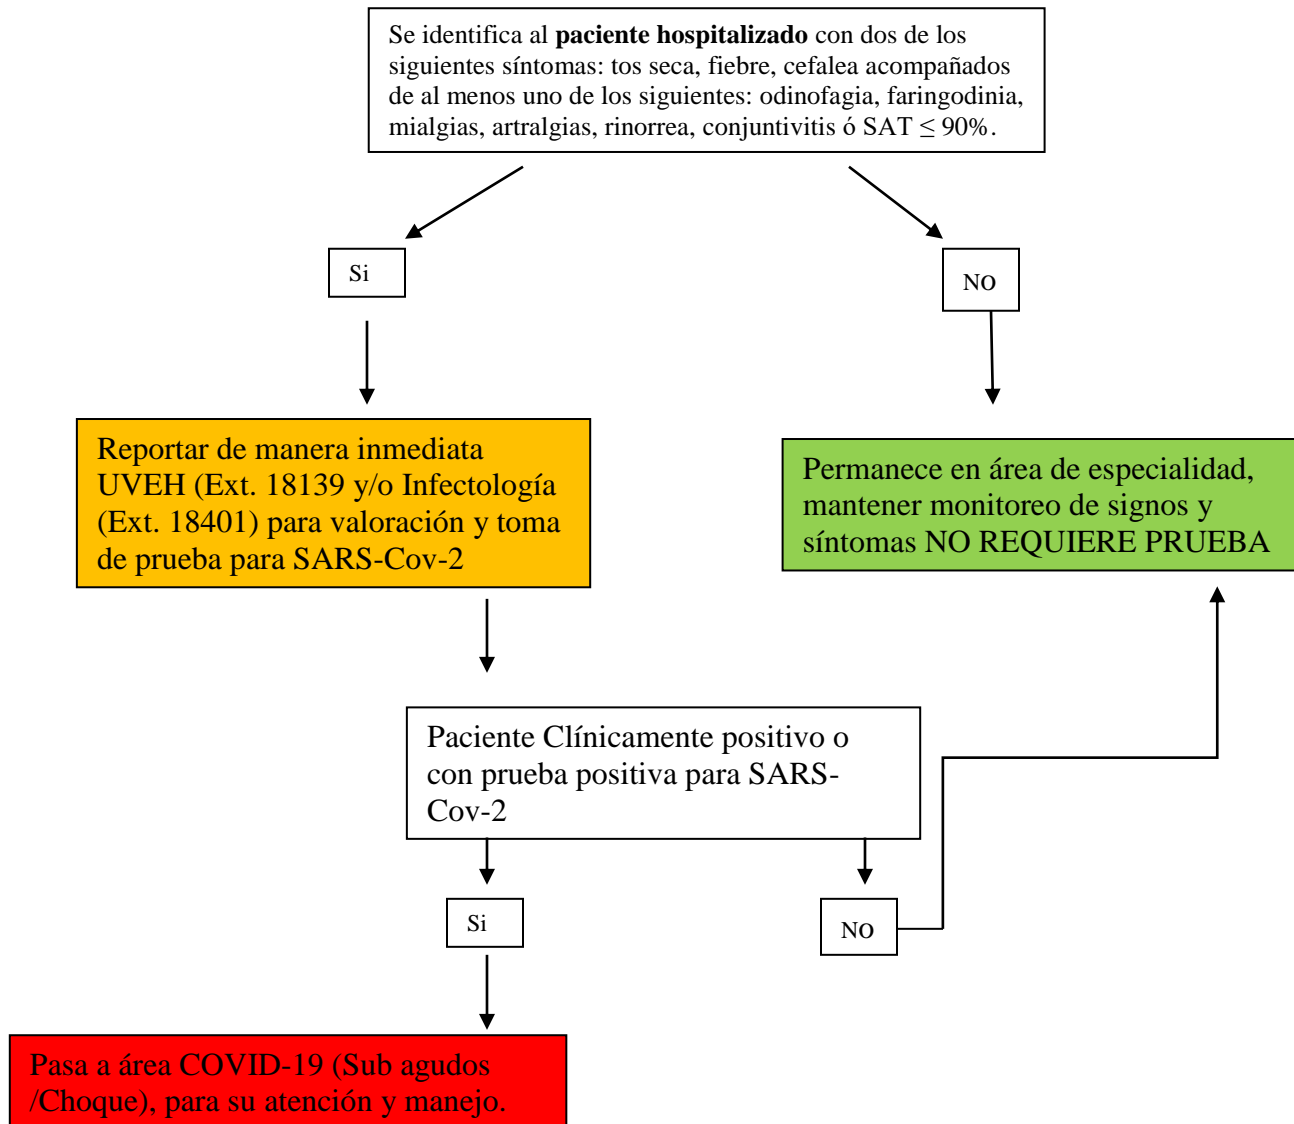 Se identifica al paciente hospitalizado con dos de los
siguientes síntomas: tos seca, fiebre, cefalea acompañados
de al menos uno de los siguientes: odinofagia, faringodinia,
mialgias, artralgias, rinorrea, conjuntivitis ó SAT ≤ 90%.
Si
No
Reportar de manera inmediata
UVEH (Ext. 18139 y/o Infectología
(Ext. 18401) para valoración y toma
de prueba para SARS-Cov-2
Permanece en área de especialidad,
mantener monitoreo de signos y
síntomas NO REQUIERE PRUEBA
Paciente Clínicamente positivo o
con prueba positiva para SARS-
Cov-2
Si
No
Pasa a área COVID-19 (Sub agudos
/Choque), para su atención y manejo.